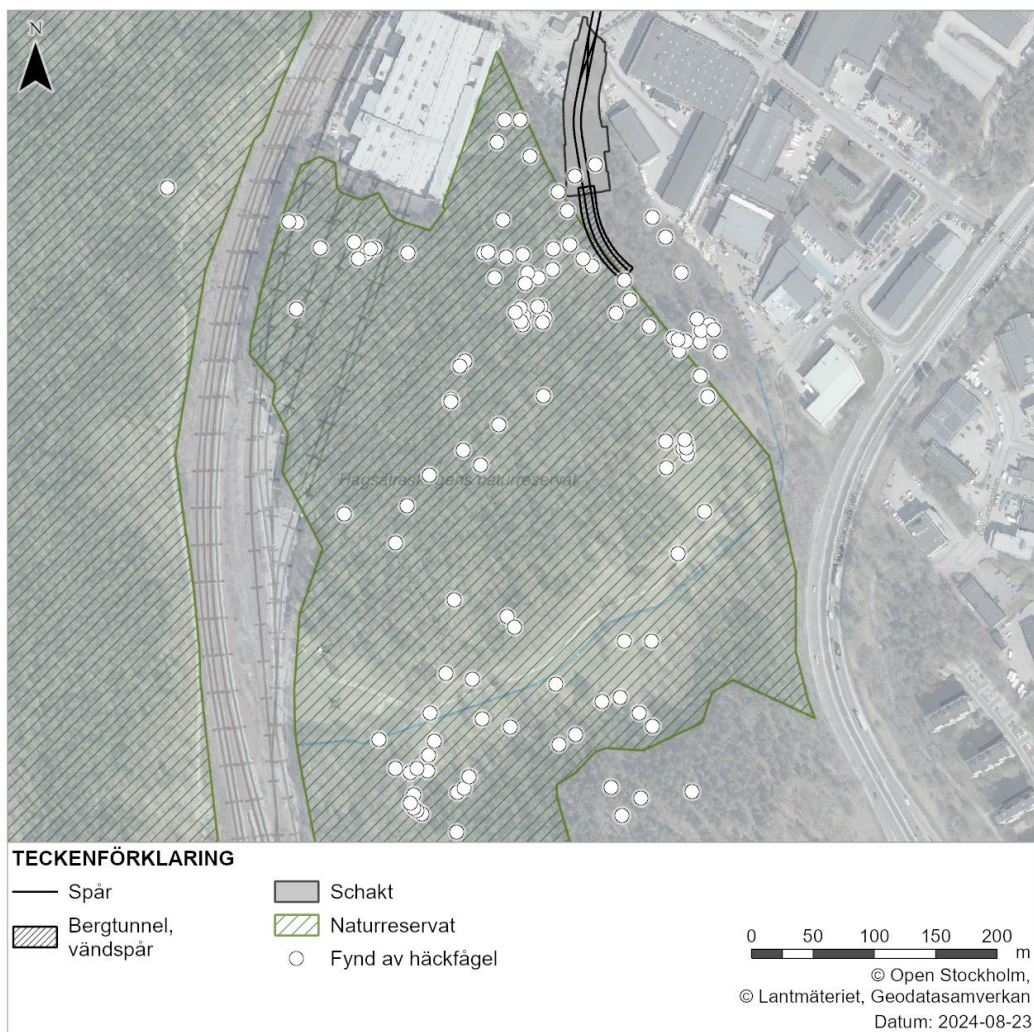 N
Hagsätraskogens naturreservat
TECKENFÖRKLARING
Spår
Bergtunnel,
vändspår
Schakt
Naturreservat
Fynd av häckfågel
0 50 100 150 200
m
© Open Stockholm,
© Lantmäteriet, Geodatasamverkan
Datum: 2024-08-23